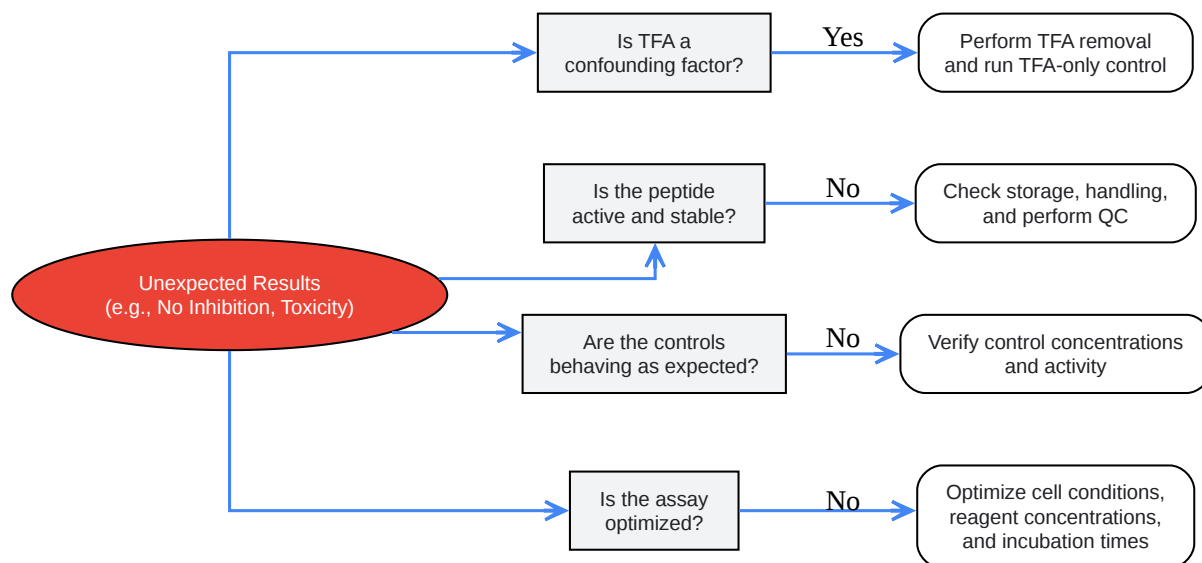 Is TFA a
confounding factor?
Yes
Perform TFA removal
and run TFA-only control
Is the peptide
active and stable?
No
Check storage, handling,
and perform QC
Unexpected Results
(e.g., No Inhibition, Toxicity)
Are the controls
behaving as expected?
No
Verify control concentrations
and activity
Is the assay
optimized?
No
Optimize cell conditions,
reagent concentrations,
and incubation times